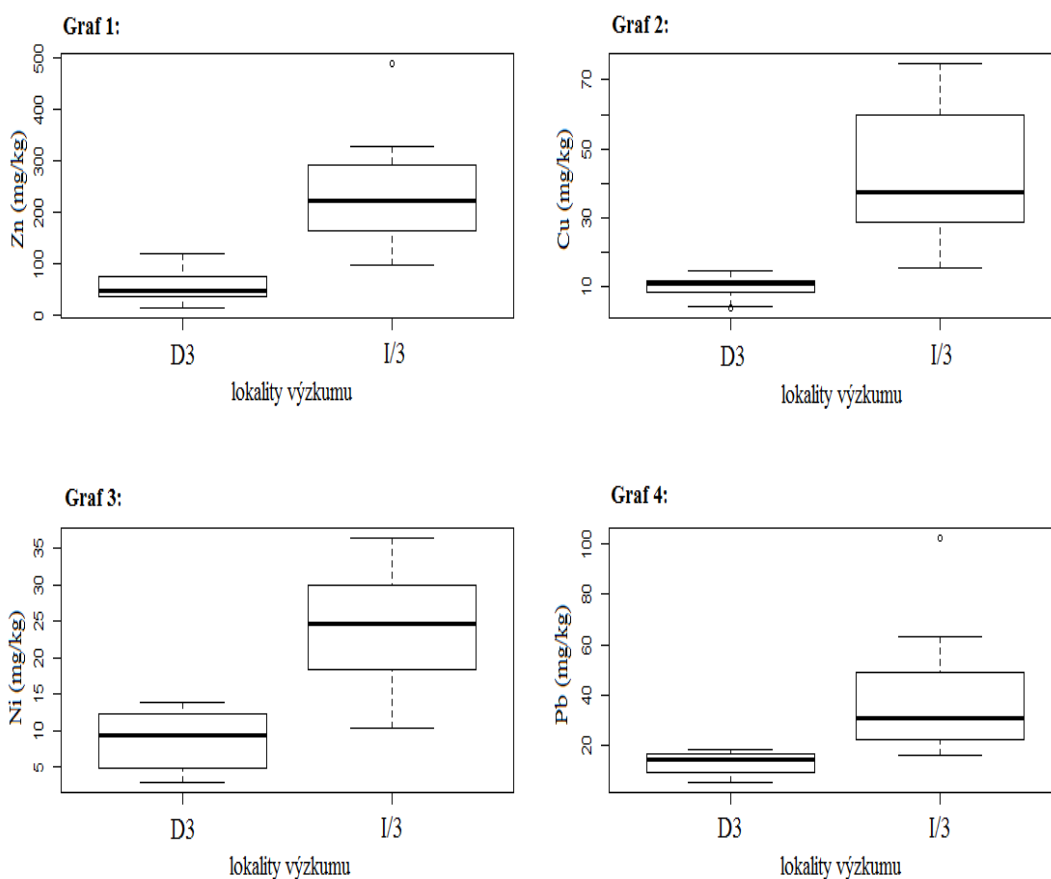 Graf 1:
Zn (mg/kg)
500
400
300
200
100
0
D3 I/3
lokality výzkumu
Graf 2:
Cu (mg/kg)
70
50
30
10
D3 I/3
lokality výzkumu
Graf 3:
Ni (mg/kg)
35
30
25
20
15
10
5
D3 I/3
lokality výzkumu
Graf 4:
Pb (mg/kg)
100
80
60
40
20
D3 I/3
lokality výzkumu